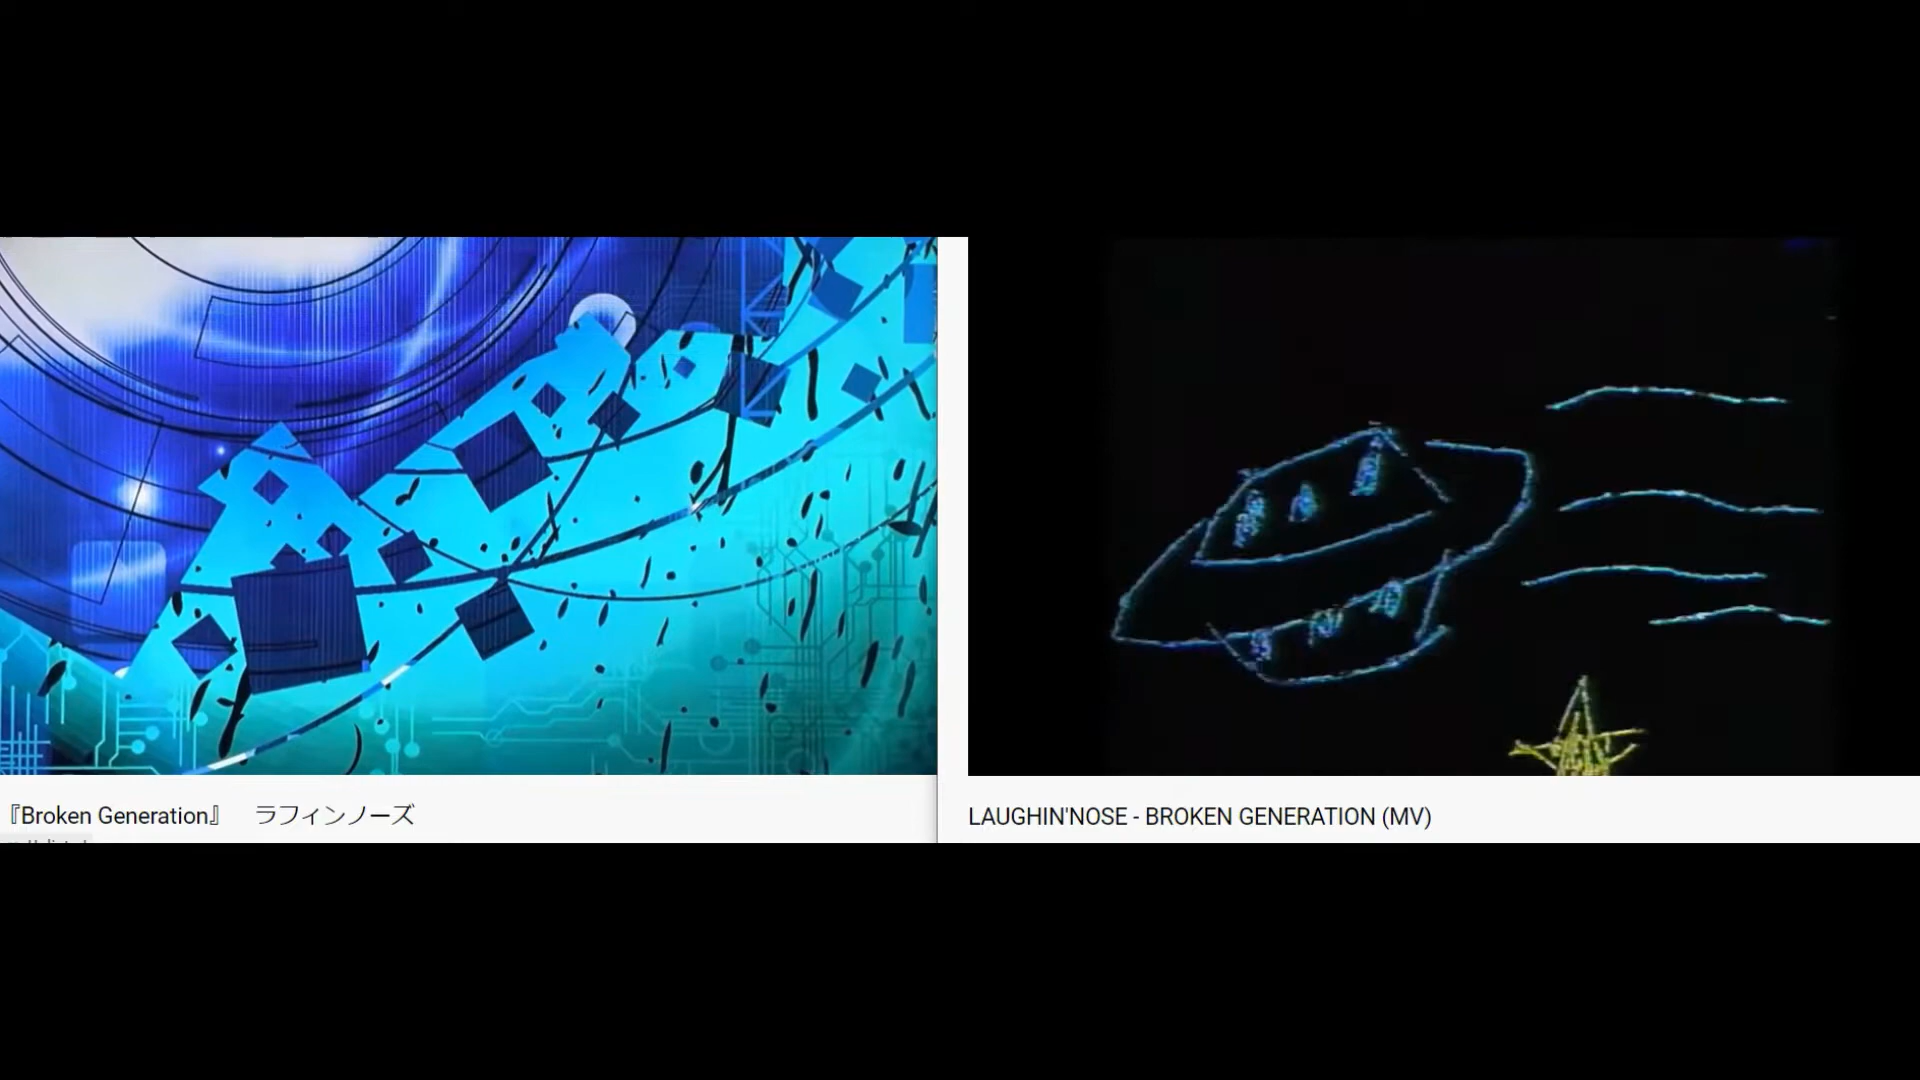 『Broken Generation』　ラフィンノーズ
LAUGHIN'NOSE - BROKEN GENERATION (MV)